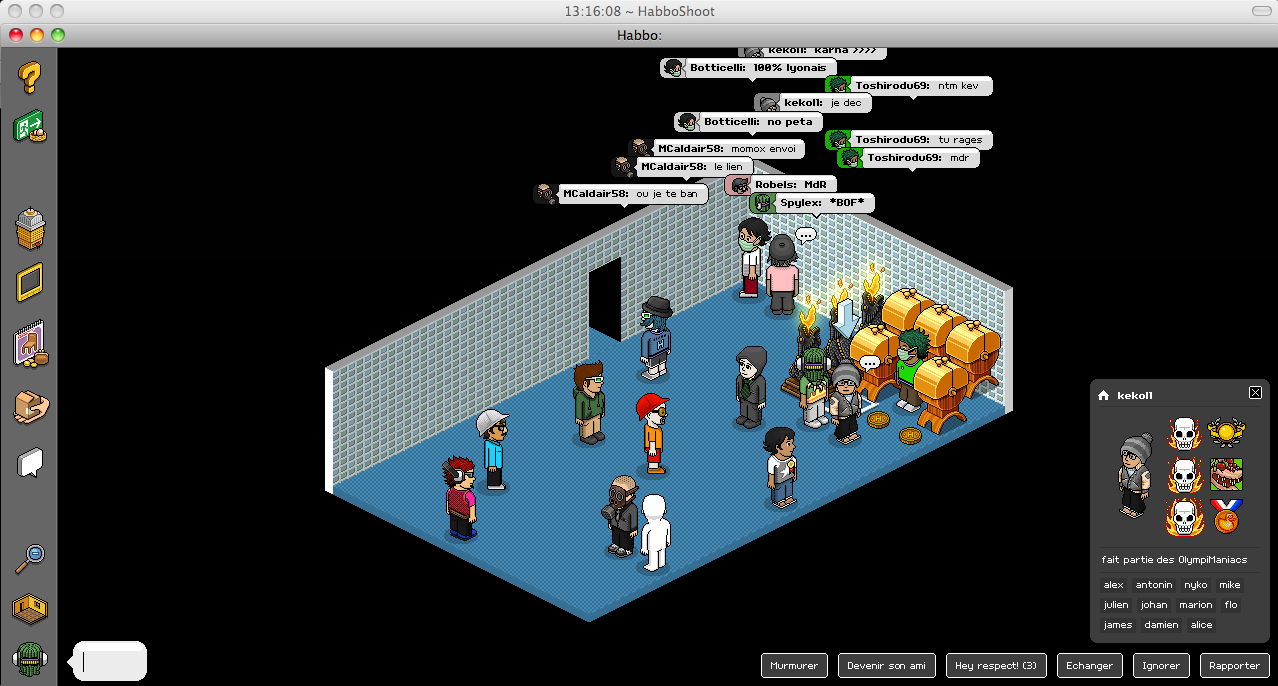 13:16:08 ~ HabboShoot
Habbo:
kekol1: Karna >>>>
Botticelli: 100% lyonais
Toshirodu69: ntm kev
kekol1: je dec
Botticelli: no peta
Toshirodu69: tu rages
MCaldair58: momox envoi
Toshirodu69: mdr
MCaldair58: le lien
Robels: MdR
MCaldair58: ou je te ban
Spylex: *BOF*
...
...
kekol1
fait partie des OlympiManiacs
alex antonin nyko mike
julien johan marion flo
james damien alice
Murmurer Devenir son ami Hey respect! (3) Echanger Ignorer Rapporter